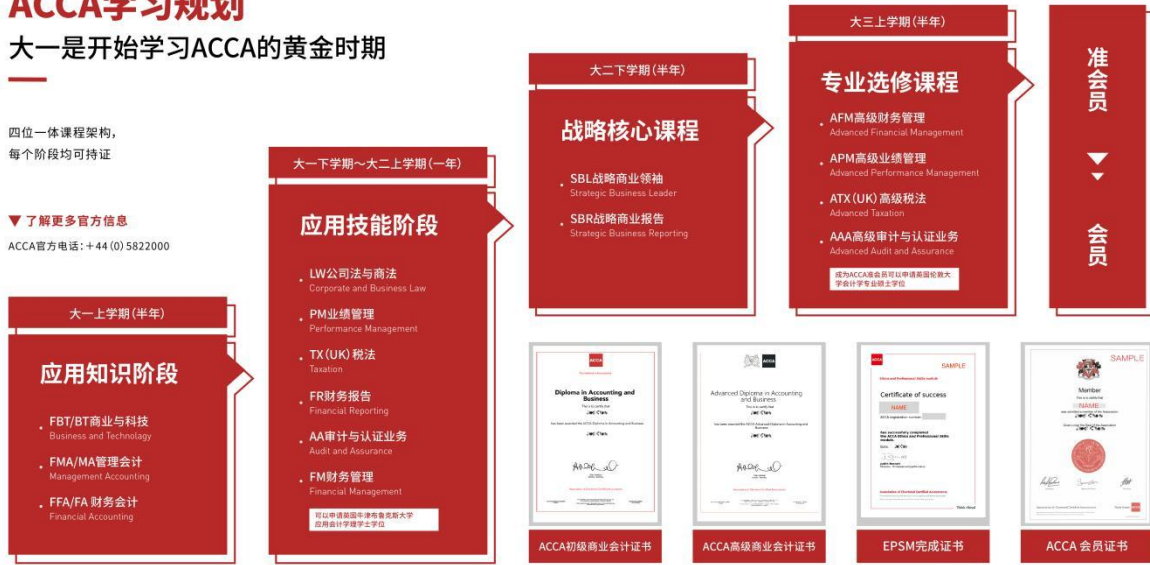 ACCA学习规划
大一是开始学习ACCA的黄金时期
四位一体课程架构，
每个阶段均可持证
▼了解更多官方信息
ACCA官方电话：+44 (0) 5822000
大一上学期(半年)
应用知识阶段
FBT/BT商业与科技
Business and Technology
FMA/MA管理会计
Management Accounting
FFA/FA 财务会计
Financial Accounting
大一下学期～大二上学期(一年)
应用技能阶段
LW公司法与商法
Corporate and Business Law
PM业绩管理
Performance Management
TX(UK)税法
Taxation
FR财务报告
Financial Reporting
AA审计与认证业务
Audit and Assurance
FM财务管理
Financial Management
可以申请英国牛津布鲁克斯大学
应用会计学理学士学位
大二下学期(半年)
战略核心课程
SBL战略商业领袖
Strategic Business Leader
SBR战略商业报告
Strategic Business Reporting
大三上学期(半年)
专业选修课程
AFM高级财务管理
Advanced Financial Management
APM高级业绩管理
Advanced Performance Management
ATX(UK)高级税法
Advanced Taxation
AAA高级审计与认证业务
Advanced Audit and Assurance
成为ACCA准会员可以申请英国伦敦大
学会计学专业硕士学位
准会员
会员
ACCA
Diploma in Accounting and
Business
ACCA初级商业会计证书
ACCA
Advanced Diploma in Accounting
and Business
ACCA高级商业会计证书
ACCA
SAMPLE
Certificate of success
NAME
ACCA registration number
Has successfully completed
the ACCA Ethics and Professional Skills
module
Think Ahead
EPSM完成证书
SAMPLE
Member
NAME
ACCA 会员证书